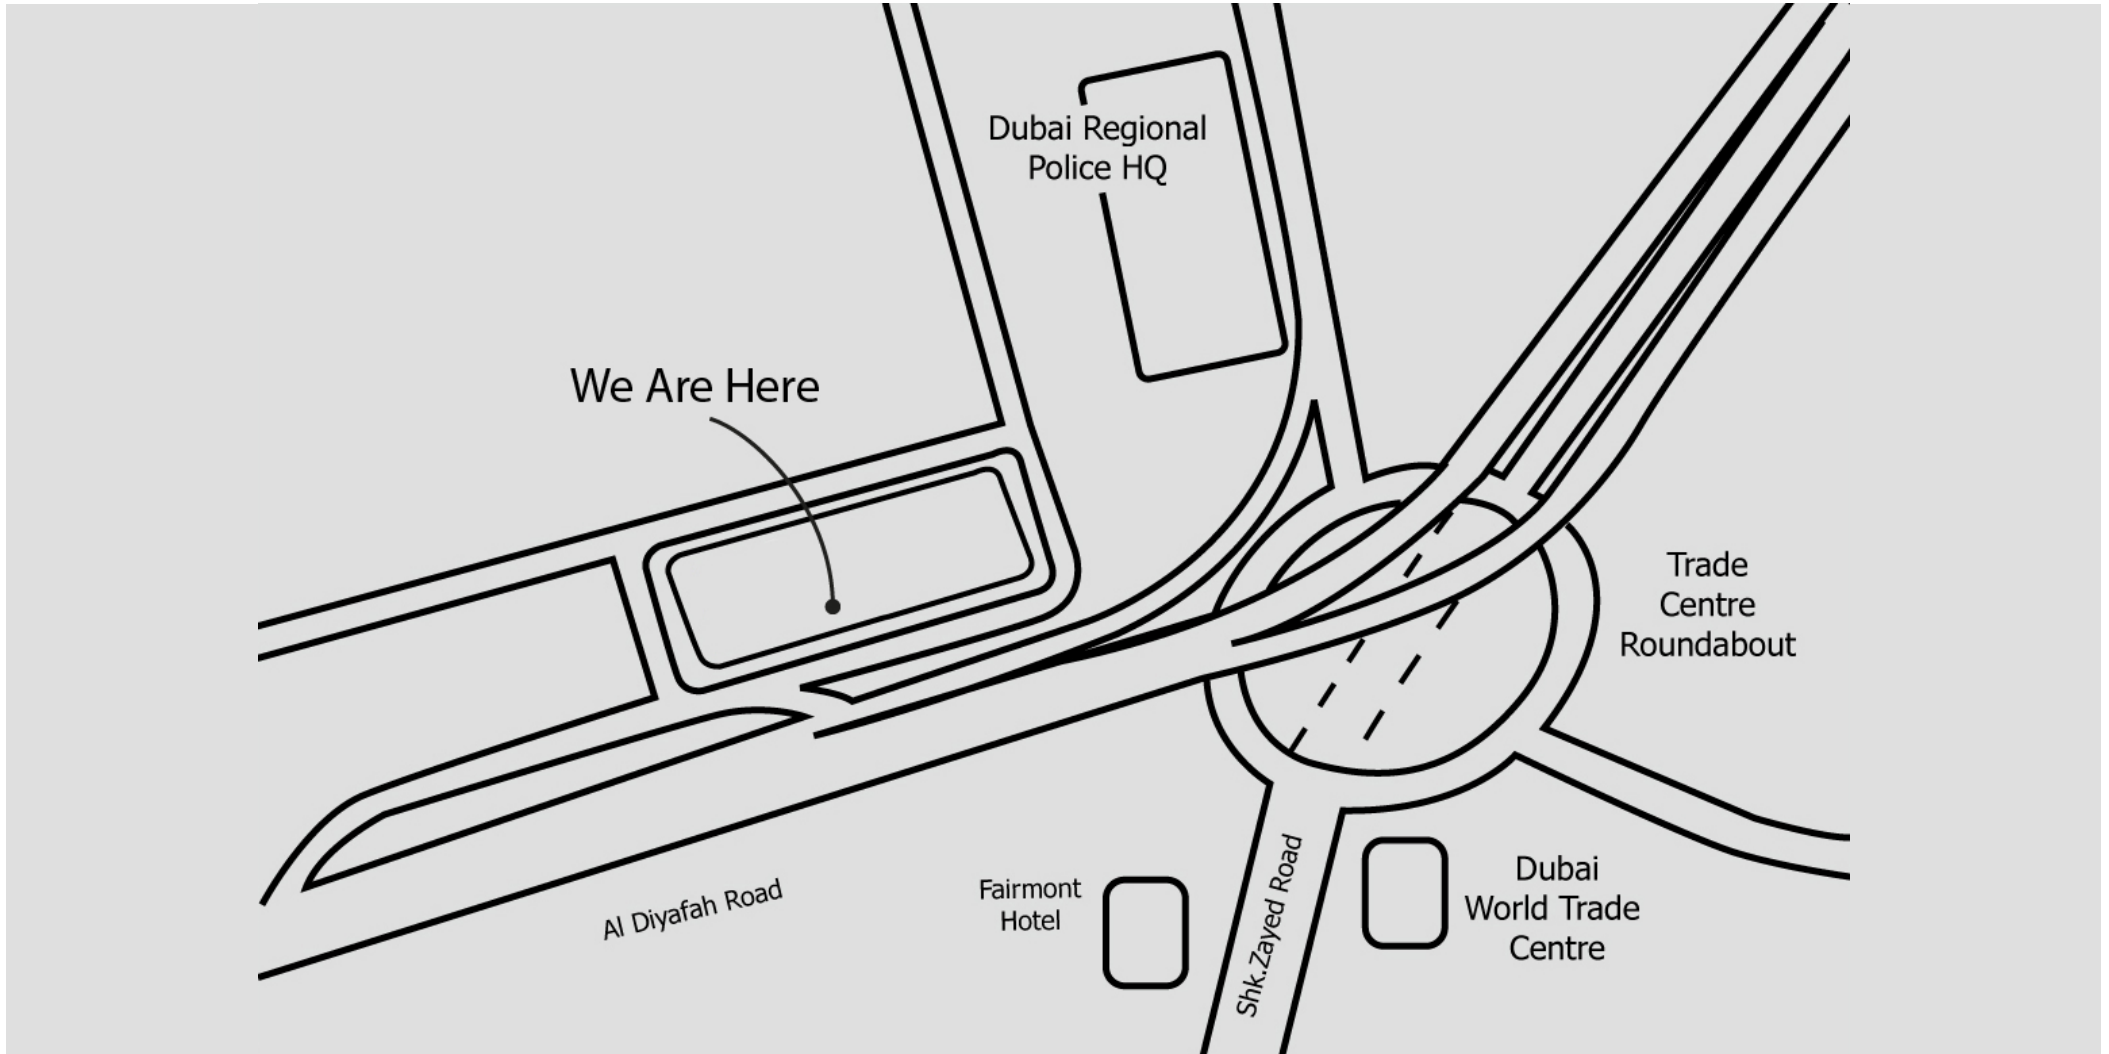 Dubai Regional
Police HQ
We Are Here
Trade
Centre
Roundabout
Al Diyafah Road
Fairmont
Hotel
Shk.Zayed Road
Dubai
World Trade
Centre